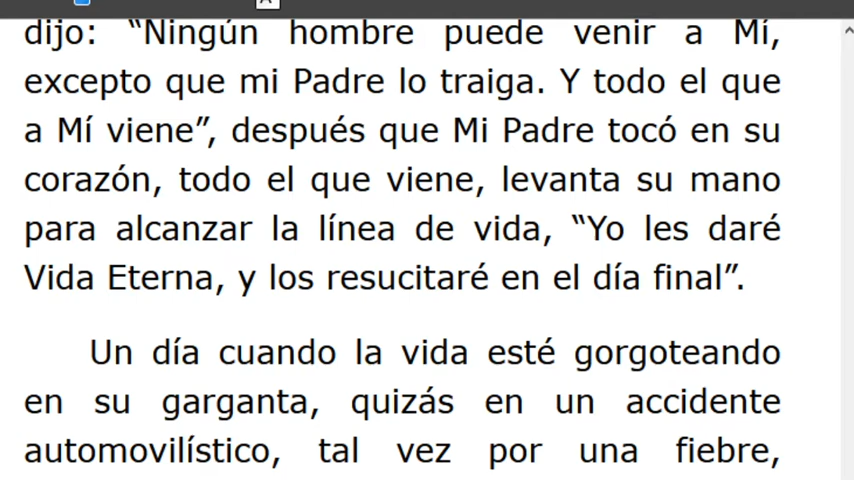 dijo: “Ningún hombre puede venir a Mí,
excepto que mi Padre lo traiga. Y todo el que
a Mí viene”, después que Mi Padre tocó en su
corazón, todo el que viene, levanta su mano
para alcanzar la línea de vida, “Yo les daré
Vida Eterna, y los resucitaré en el día final”.
Un día cuando la vida esté gorgoteando
en su garganta, quizás en un accidente
automovilístico, tal vez por una fiebre,